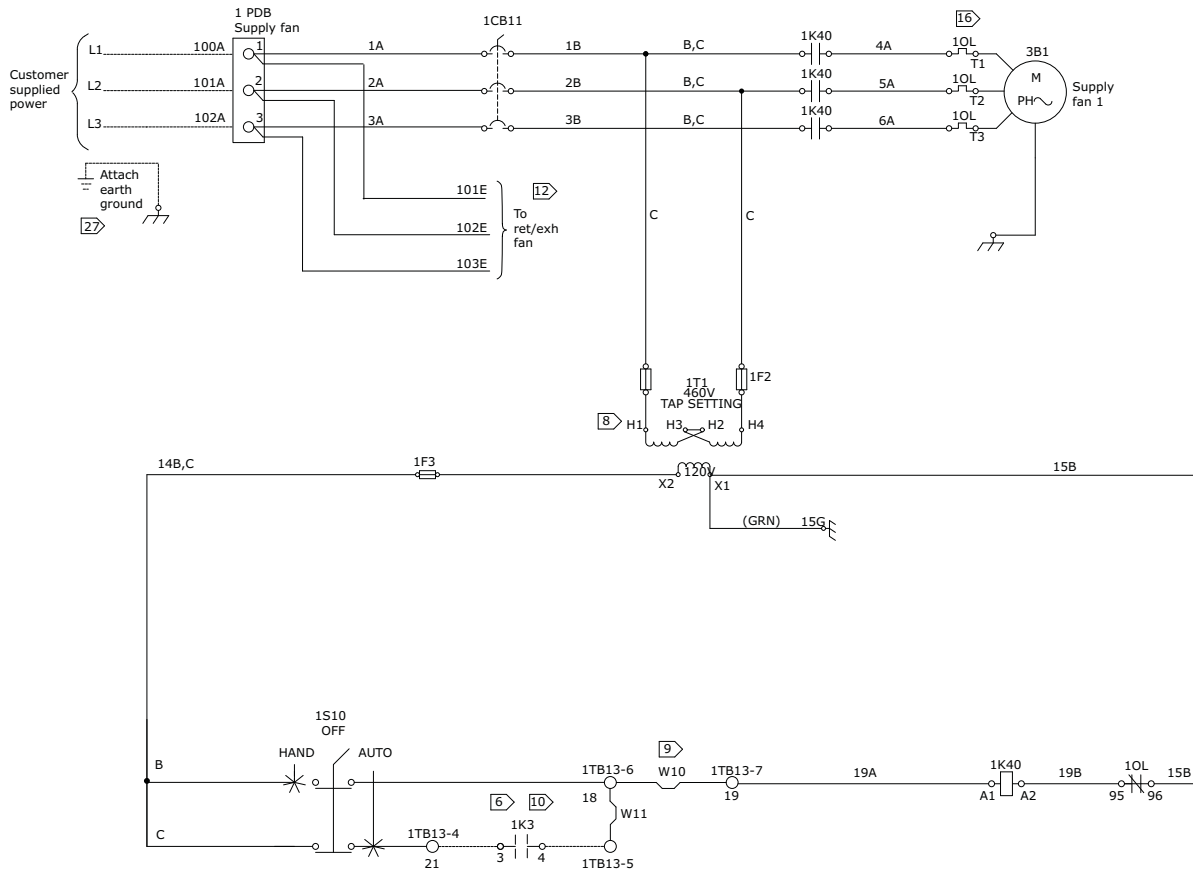 1 PDB
Supply fan
1CB11
16
L1
100A
1
1A
1B
B,C
1K40
4A
1OL
T1
3B1
Customer
supplied
power
L2
101A
2
2A
2B
B,C
1K40
5A
1OL
T2
M
PH
Supply
fan 1
L3
102A
3
3A
3B
B,C
1K40
6A
1OL
T3
Attach
earth
ground
27
101E
12
To
ret/exh
fan
102E
103E
C
C
1T1
460V
TAP SETTING
1F2
8
H1
H3
H2
H4
14B,C
1F3
120V
X2
X1
15B
(GRN)
15G
1S10
OFF
HAND
AUTO
B
1TB13-6
18
9
W10
1TB13-7
19
19A
1K40
A1
A2
19B
1OL
95
96
15B
W11
C
1TB13-4
21
6
10
1K3
3
4
1TB13-5